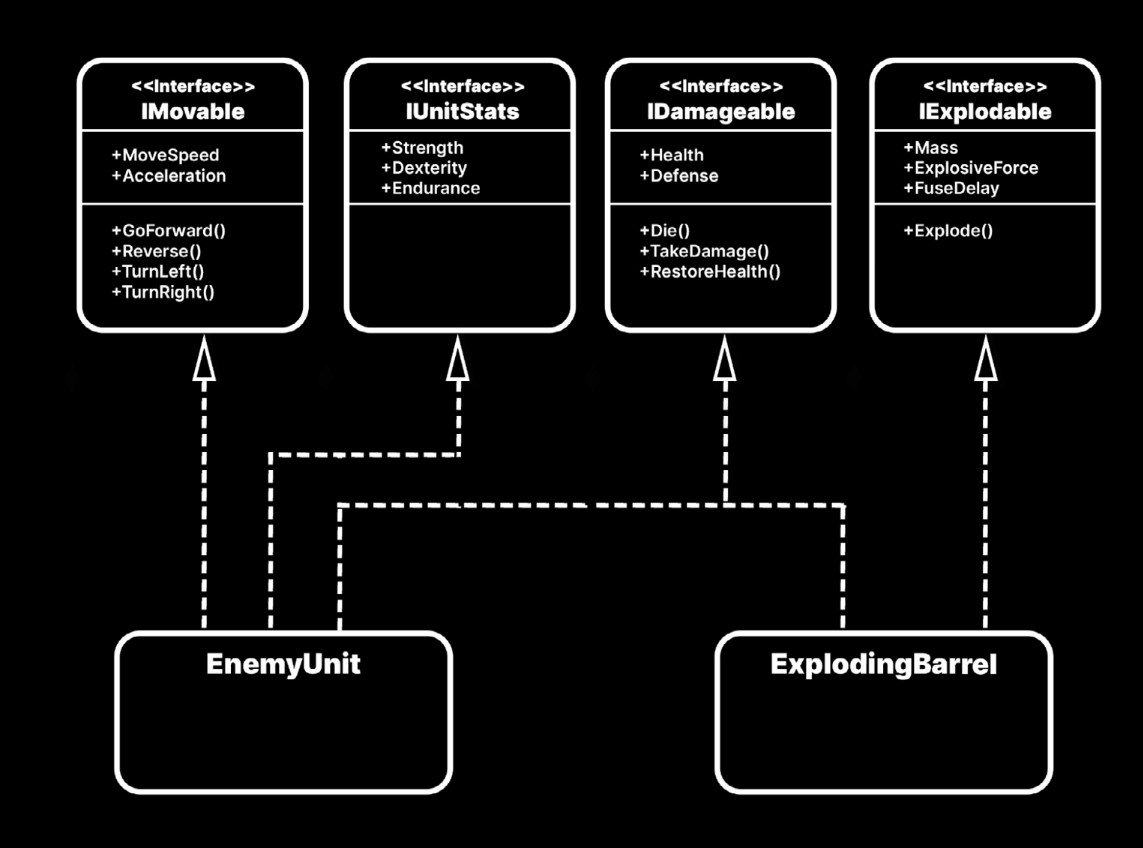 <<Interface>>
IMovable
+MoveSpeed
+Acceleration
+GoForward()
+Reverse()
+TurnLeft()
+TurnRight()
<<Interface>>
IUnitStats
+Strength
+Dexterity
+Endurance
<<Interface>>
IDamageable
+Health
+Defense
+Die()
+TakeDamage()
+RestoreHealth()
<<Interface>>
IExplodable
+Mass
+ExplosiveForce
+FuseDelay
+Explode()
EnemyUnit
ExplodingBarrel